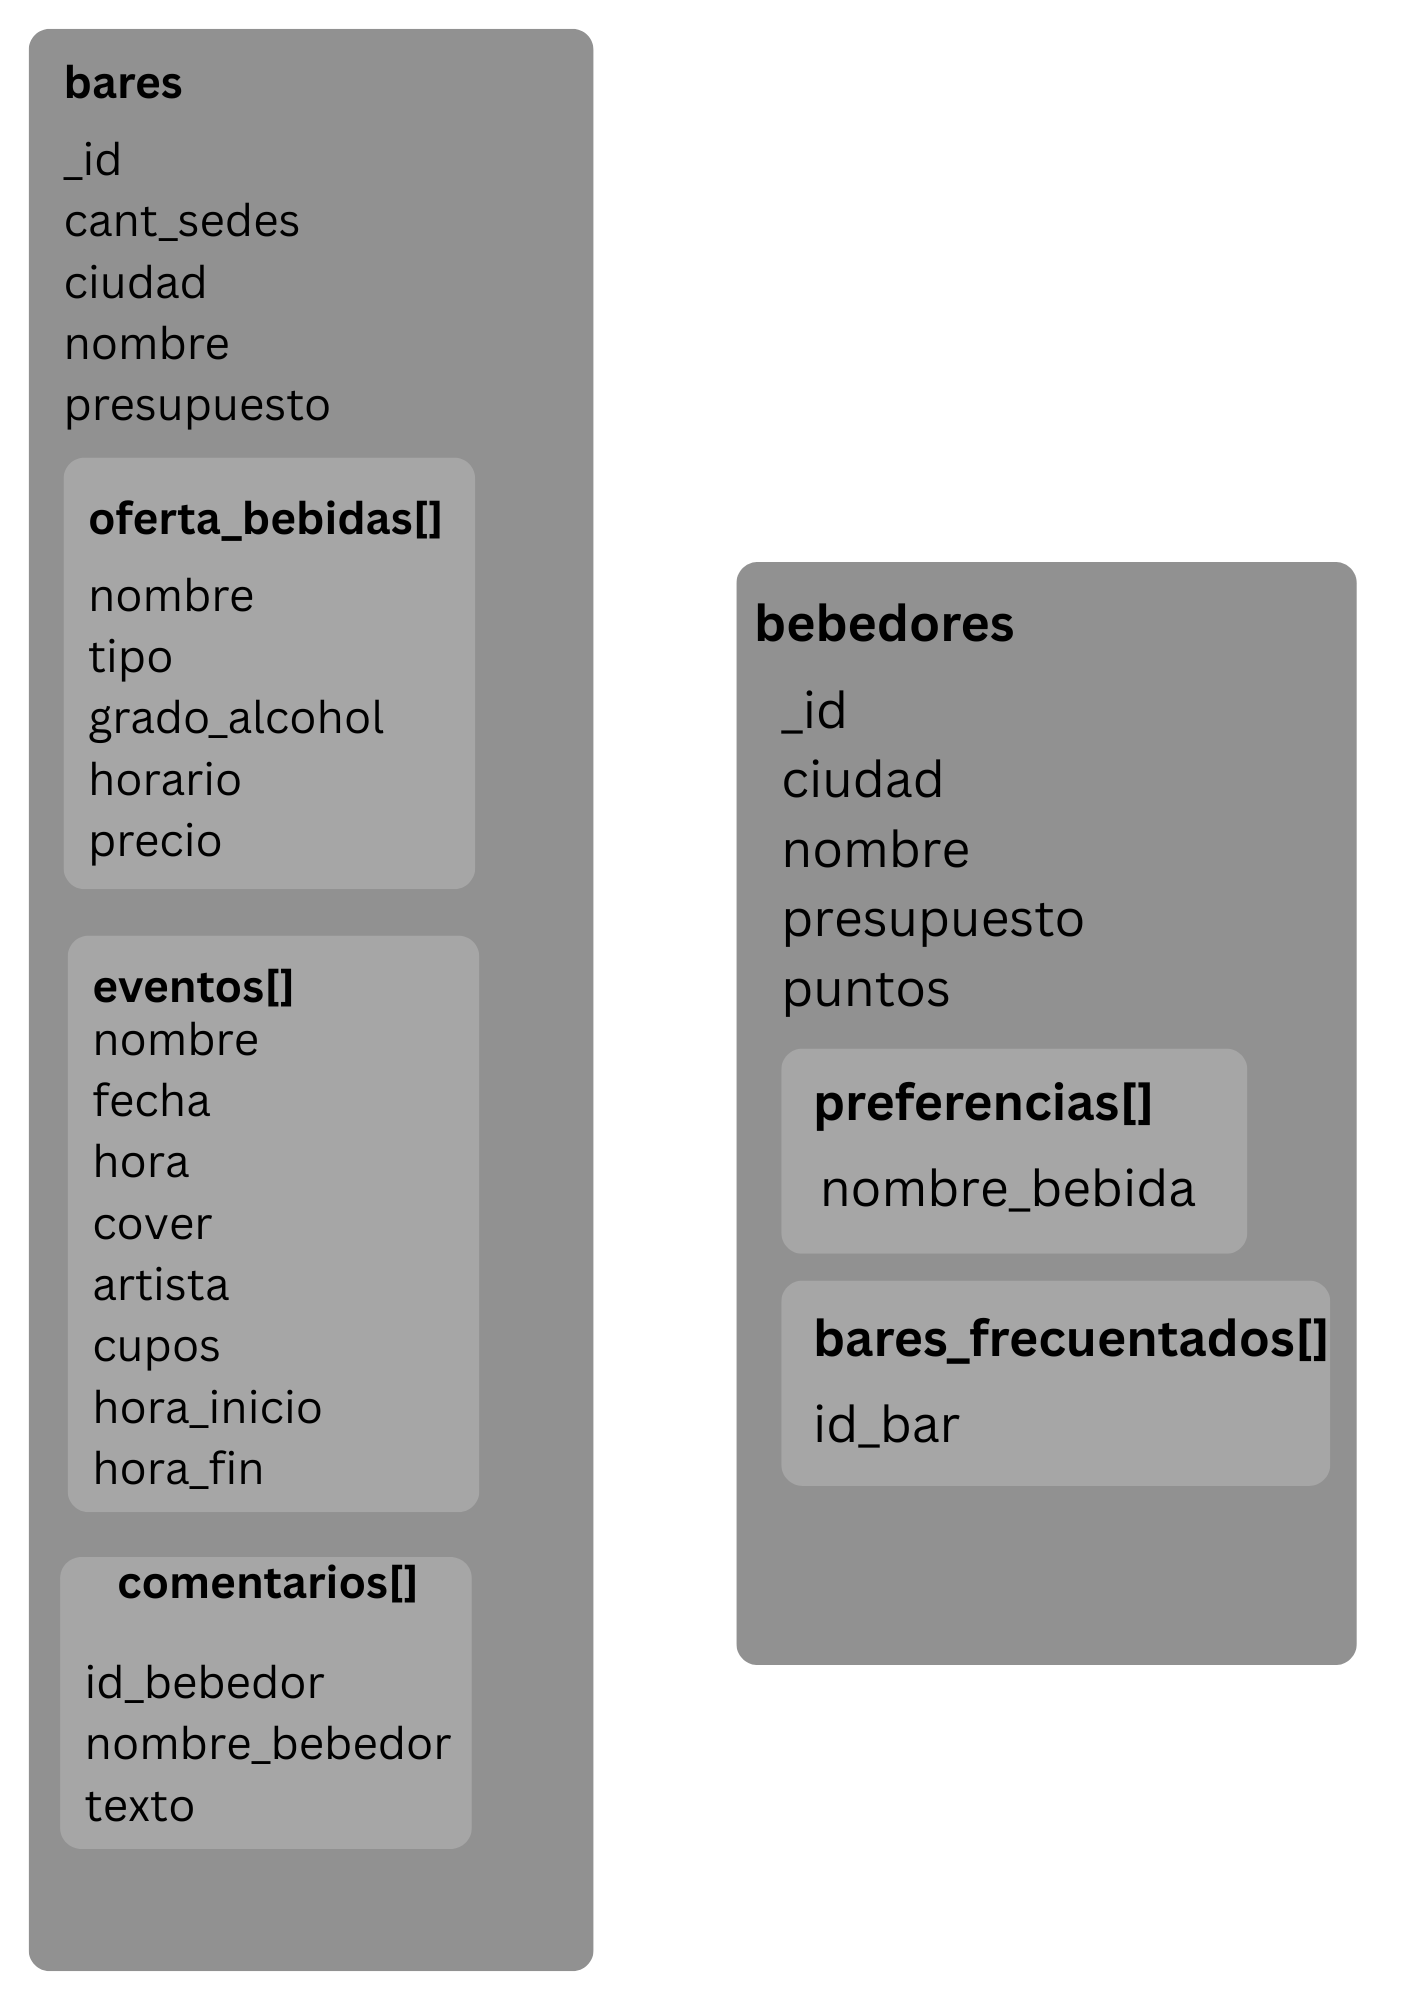 bares
_id
cant_sedes
ciudad
nombre
presupuesto
oferta_bebidas[]
nombre
tipo
grado_alcohol
horario
precio
eventos[]
nombre
fecha
hora
cover
artista
cupos
hora_inicio
hora_fin
comentarios[]
id_bebedor
nombre_bebedor
texto
bebedores
_id
ciudad
nombre
presupuesto
puntos
preferencias[]
nombre_bebida
bares_frecuentados[]
id_bar